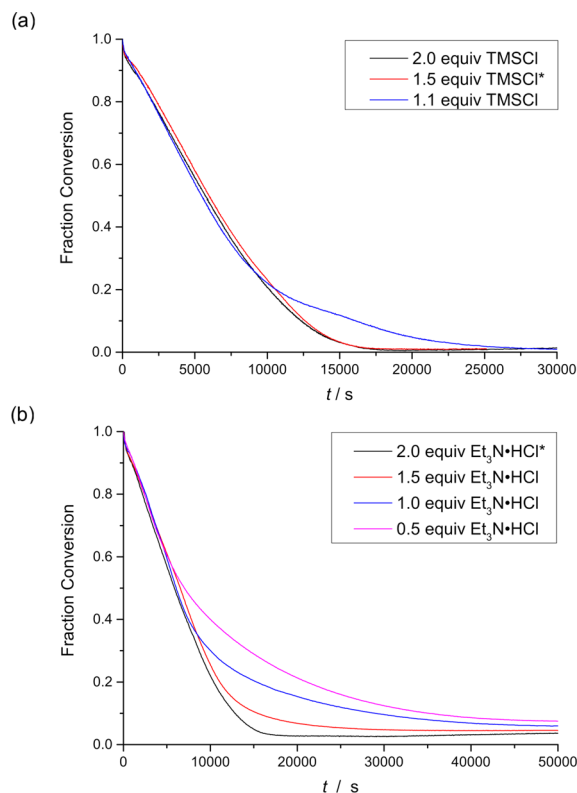 (a)
1.0
0.8
0.6
0.4
0.2
0.0
Fraction Conversion
2.0 equiv TMSCl
1.5 equiv TMSCl*
1.1 equiv TMSCl
0 5000 10000 15000 20000 25000 30000
t / s
(b)
1.0
0.8
0.6
0.4
0.2
0.0
Fraction Conversion
2.0 equiv Et₃N•HCl*
1.5 equiv Et₃N•HCl
1.0 equiv Et₃N•HCl
0.5 equiv Et₃N•HCl
0 10000 20000 30000 40000 50000
t / s